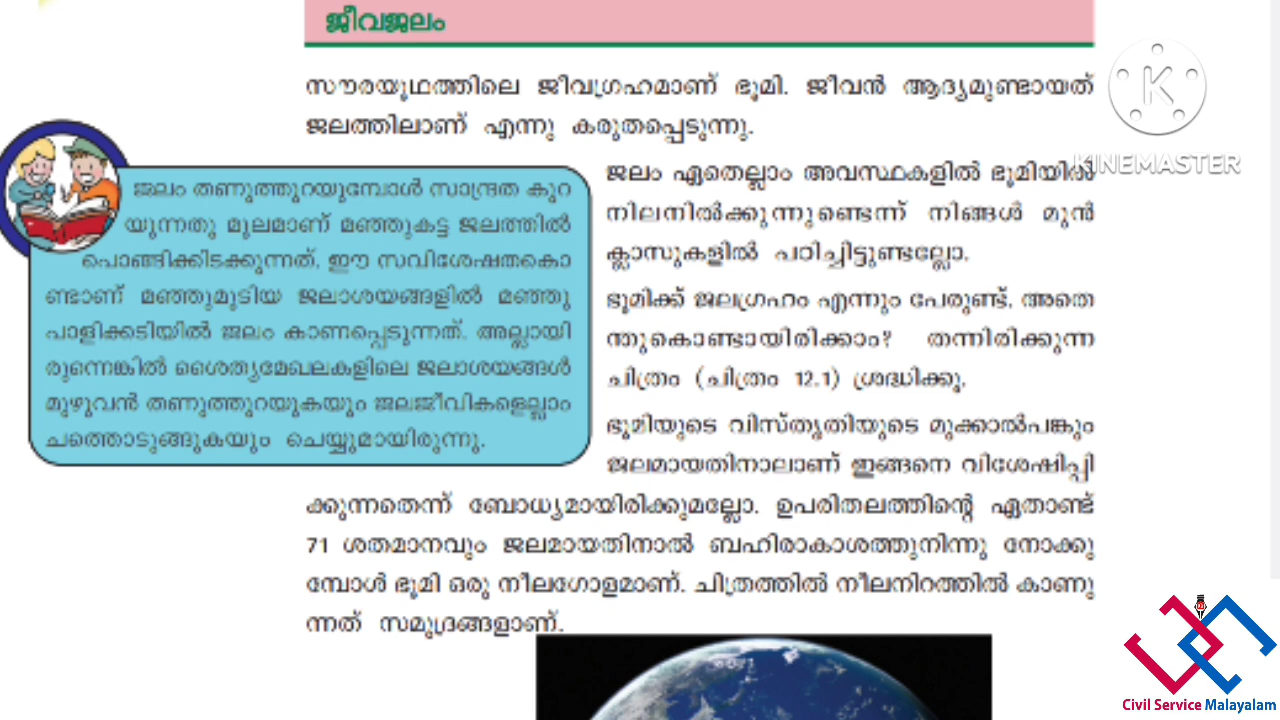 ജീവജലം
സൗരയൂഥത്തിലെ ജീവഗ്രഹമാണ് ഭൂമി. ജീവൻ ആദ്യമുണ്ടായത്
ജലത്തിലാണ് എന്നു കരുതപ്പെടുന്നു.
ജലം തണുത്തുറയുമ്പോൾ സാന്ദ്രത കുറ
യുന്നതു മൂലമാണ് മഞ്ഞുകട്ട ജലത്തിൽ
പൊങ്ങിക്കിടക്കുന്നത്. ഈ സവിശേഷതകൊ
ണ്ടാണ് മഞ്ഞുമൂടിയ ജലാശയങ്ങളിൽ മഞ്ഞു
പാളിക്കടിയിൽ ജലം കാണപ്പെടുന്നത്. അല്ലായി
രുന്നെങ്കിൽ ശൈത്യമേഖലകളിലെ ജലാശയങ്ങൾ
മുഴുവൻ തണുത്തുറയുകയും ജലജീവികളെല്ലാം
ചത്തൊടുങ്ങുകയും ചെയ്യുമായിരുന്നു.
ജലം ഏതെല്ലാം അവസ്ഥകളിൽ ഭൂമിയിൽ
നിലനിൽക്കുന്നുണ്ടെന്ന് നിങ്ങൾ മുൻ
ക്ലാസുകളിൽ പഠിച്ചിട്ടുണ്ടല്ലോ.
ഭൂമിക്ക് ജലഗ്രഹം എന്നും പേരുണ്ട്. അതെ
ന്തുകൊണ്ടായിരിക്കാം? തന്നിരിക്കുന്ന
ചിത്രം (ചിത്രം 12.1) ശ്രദ്ധിക്കൂ.
ഭൂമിയുടെ വിസ്തൃതിയുടെ മുക്കാൽപങ്കും
ജലമായതിനാലാണ് ഇങ്ങനെ വിശേഷിപ്പി
ക്കുന്നതെന്ന് ബോധ്യമായിരിക്കുമല്ലോ. ഉപരിതലത്തിന്റെ ഏതാണ്ട്
71 ശതമാനവും ജലമായതിനാൽ ബഹിരാകാശത്തുനിന്നു നോക്കു
മ്പോൾ ഭൂമി ഒരു നീലഗോളമാണ്. ചിത്രത്തിൽ നീലനിറത്തിൽ കാണു
ന്നത് സമുദ്രങ്ങളാണ്.
K
KINEMASTER
Civil Service Malayalam